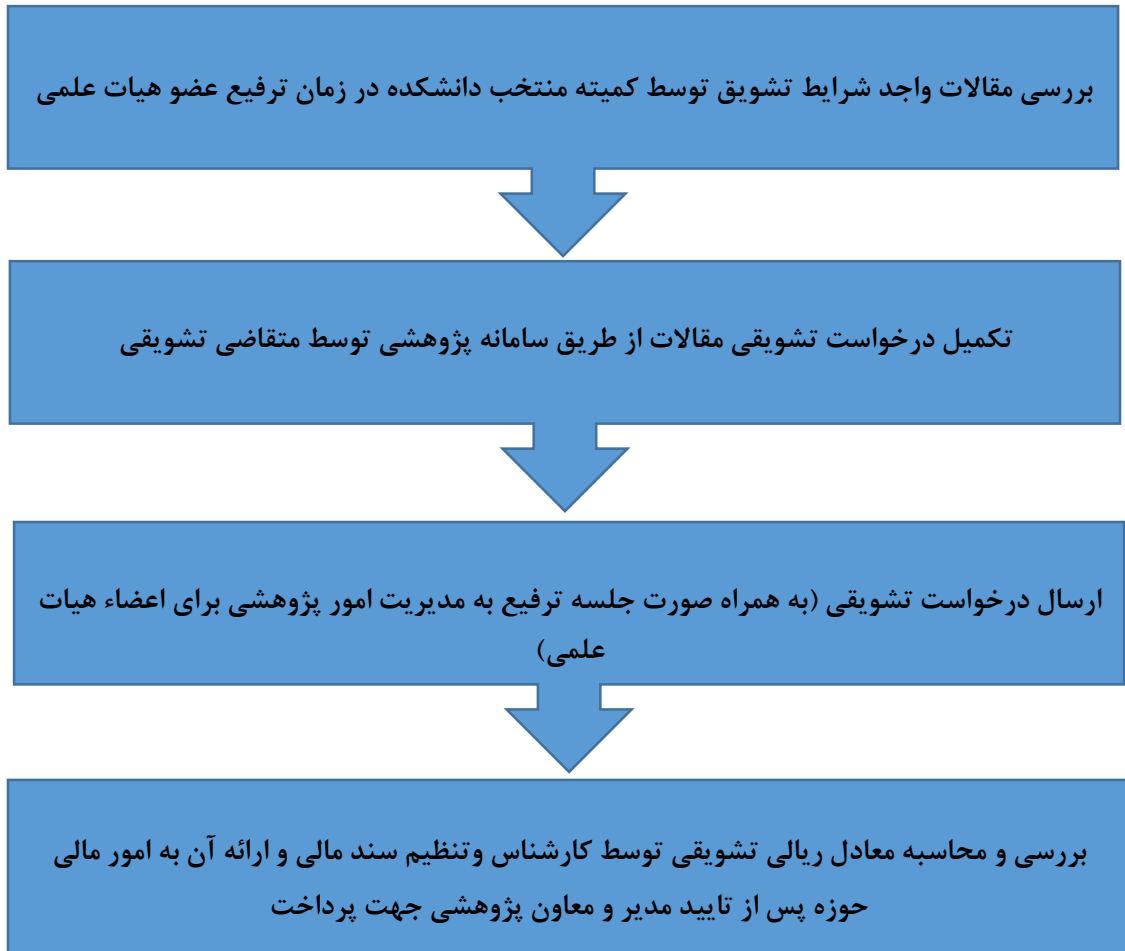 بررسی مقالات واجد شرایط تشویق توسط کمیته منتخب دانشکده در زمان ترفیع عضو هیات علمی
تکمیل درخواست تشویقی مقالات از طریق سامانه پژوهشی توسط متقاضی تشویقی
ارسال درخواست تشویقی (به همراه صورت جلسه ترفیع به مدیریت امور پژوهشی برای اعضاء هیات
علمی)
بررسی و محاسبه معادل ریالی تشویقی توسط کارشناس وتنظیم سند مالی و ارائه آن به امور مالی
حوزه پس از تایید مدیر و معاون پژوهشی جهت پرداخت